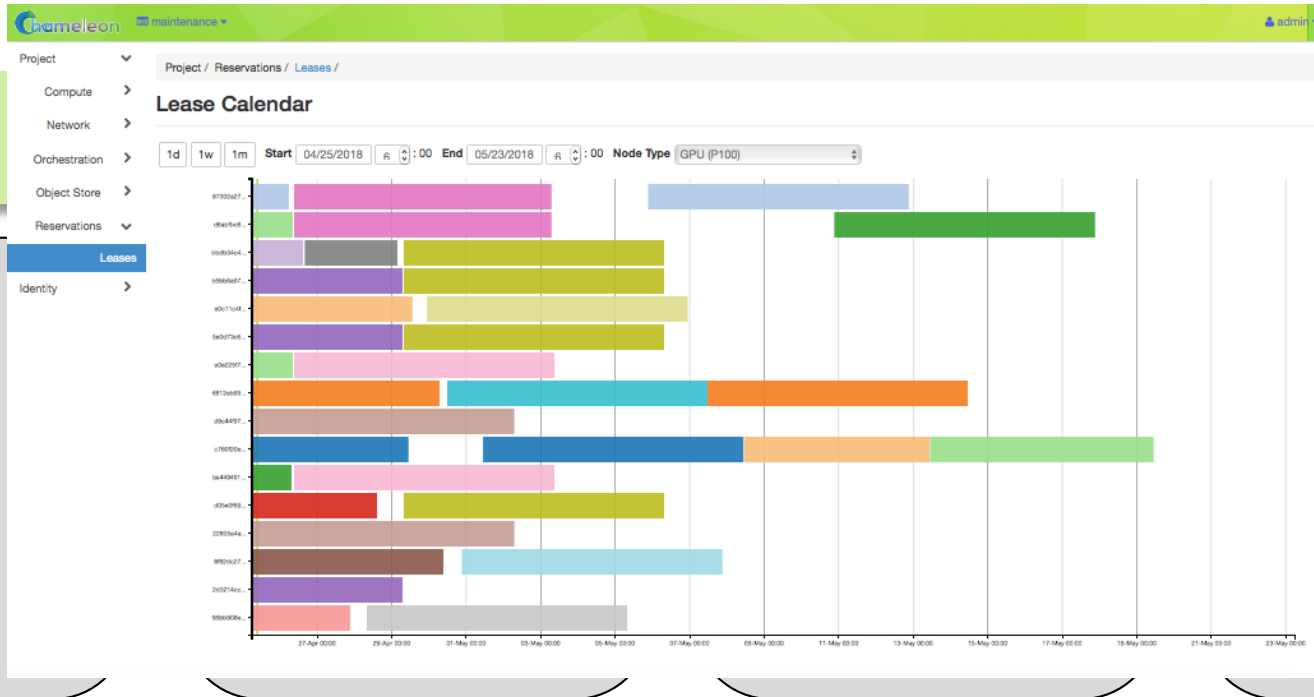 Chameleon maintenance admin
Project
Compute
Network
Orchestration
Object Store
Reservations
Leases
Identity
Project / Reservations / Leases /
Lease Calendar
1d 1w 1m Start 04/25/2018 6 : 00 End 05/23/2018 6 : 00 Node Type GPU (P100)
27-Apr 00:00 29-Apr 00:00 01-May 00:00 03-May 00:00 05-May 00:00 07-May 00:00 09-May 00:00 11-May 00:00 13-May 00:00 15-May 00:00 17-May 00:00 19-May 00:00 21-May 00:00 23-May 00:00